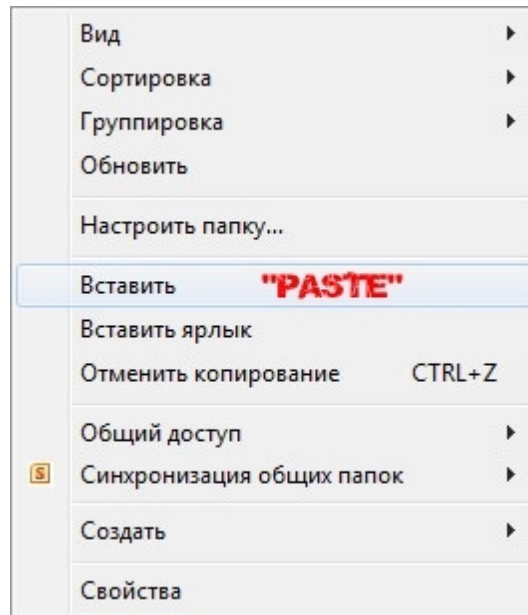 Вид
Сортировка
Группировка
Обновить
Настроить папку...
Вставить "PASTE"
Вставить ярлык
Отменить копирование CTRL+Z
Общий доступ
S Синхронизация общих папок
Создать
Свойства